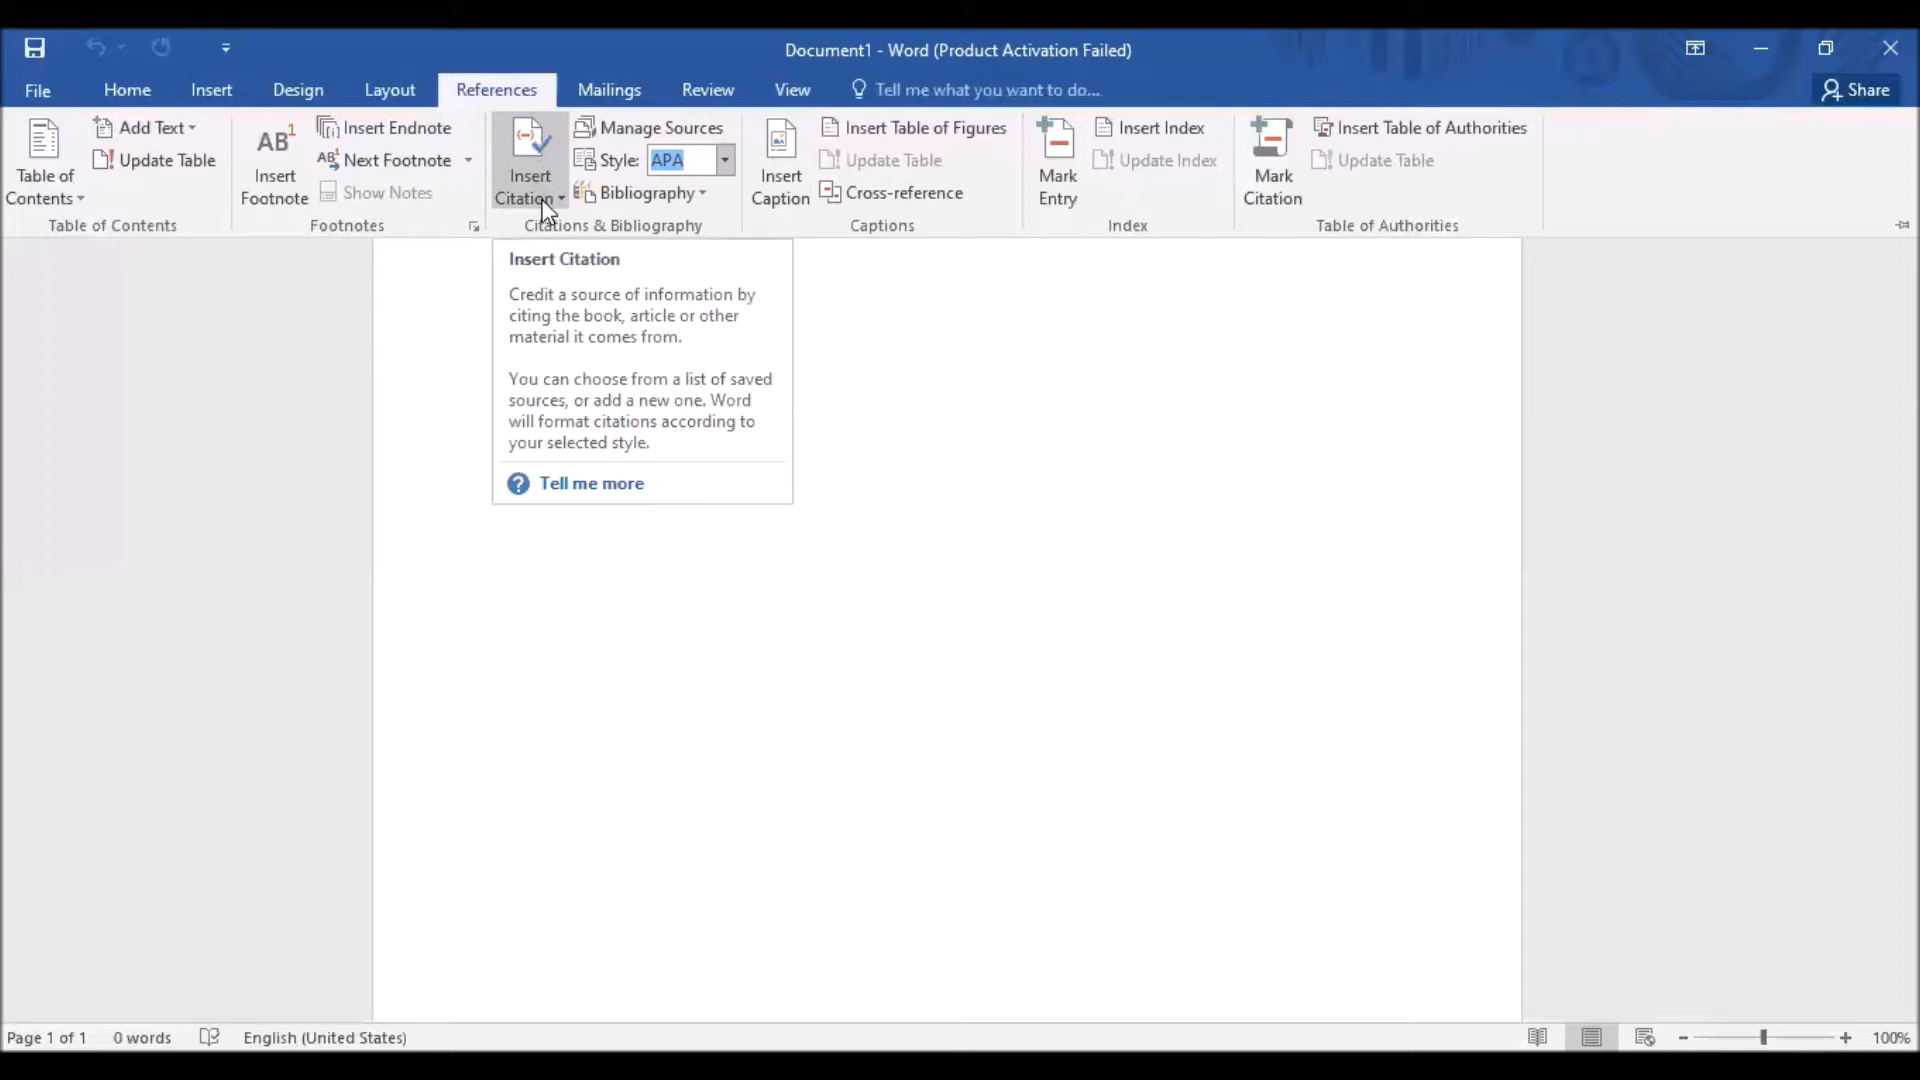 Document1 - Word (Product Activation Failed)
File Home Insert Design Layout References Mailings Review View Tell me what you want to do... Share
Table of Contents
Add Text
Update Table
Table of Contents
AB1
Insert Footnote
Insert Endnote
AB1 Next Footnote
Show Notes
Footnotes
Insert Citation
Manage Sources
Style: APA
Bibliography
Citations & Bibliography
Insert Caption
Insert Table of Figures
Update Table
Cross-reference
Captions
Mark Entry
Insert Index
Update Index
Index
Mark Citation
Insert Table of Authorities
Update Table
Table of Authorities
Insert Citation
Credit a source of information by
citing the book, article or other
material it comes from.
You can choose from a list of saved
sources, or add a new one. Word
will format citations according to
your selected style.
? Tell me more
Page 1 of 1 0 words English (United States) 100%